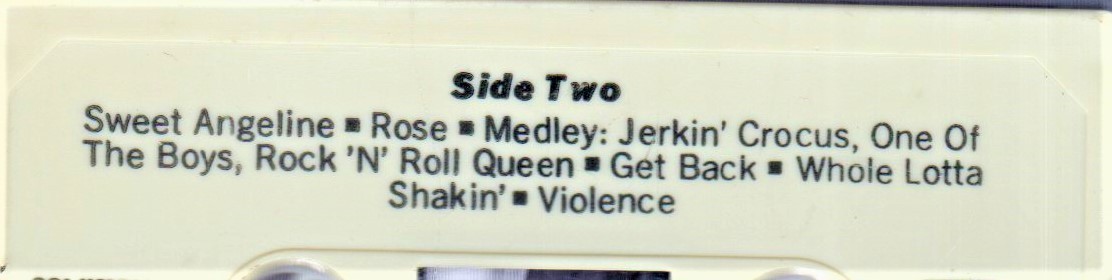 Side Two
Sweet Angeline ▪ Rose ▪ Medley: Jerkin' Crocus, One Of
The Boys, Rock 'N' Roll Queen ▪ Get Back ▪ Whole Lotta
Shakin' ▪ Violence